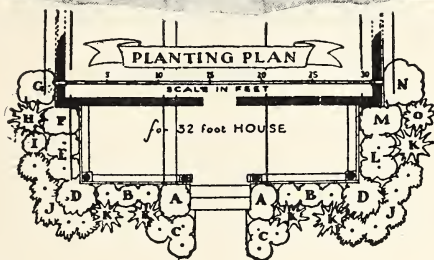 PLANTING PLAN
5 10 15 20 25 30
SCALE IN FEET
for 32 foot HOUSE
G N
H F M O
I E L K
D B A A B D
J K K K K J
C C